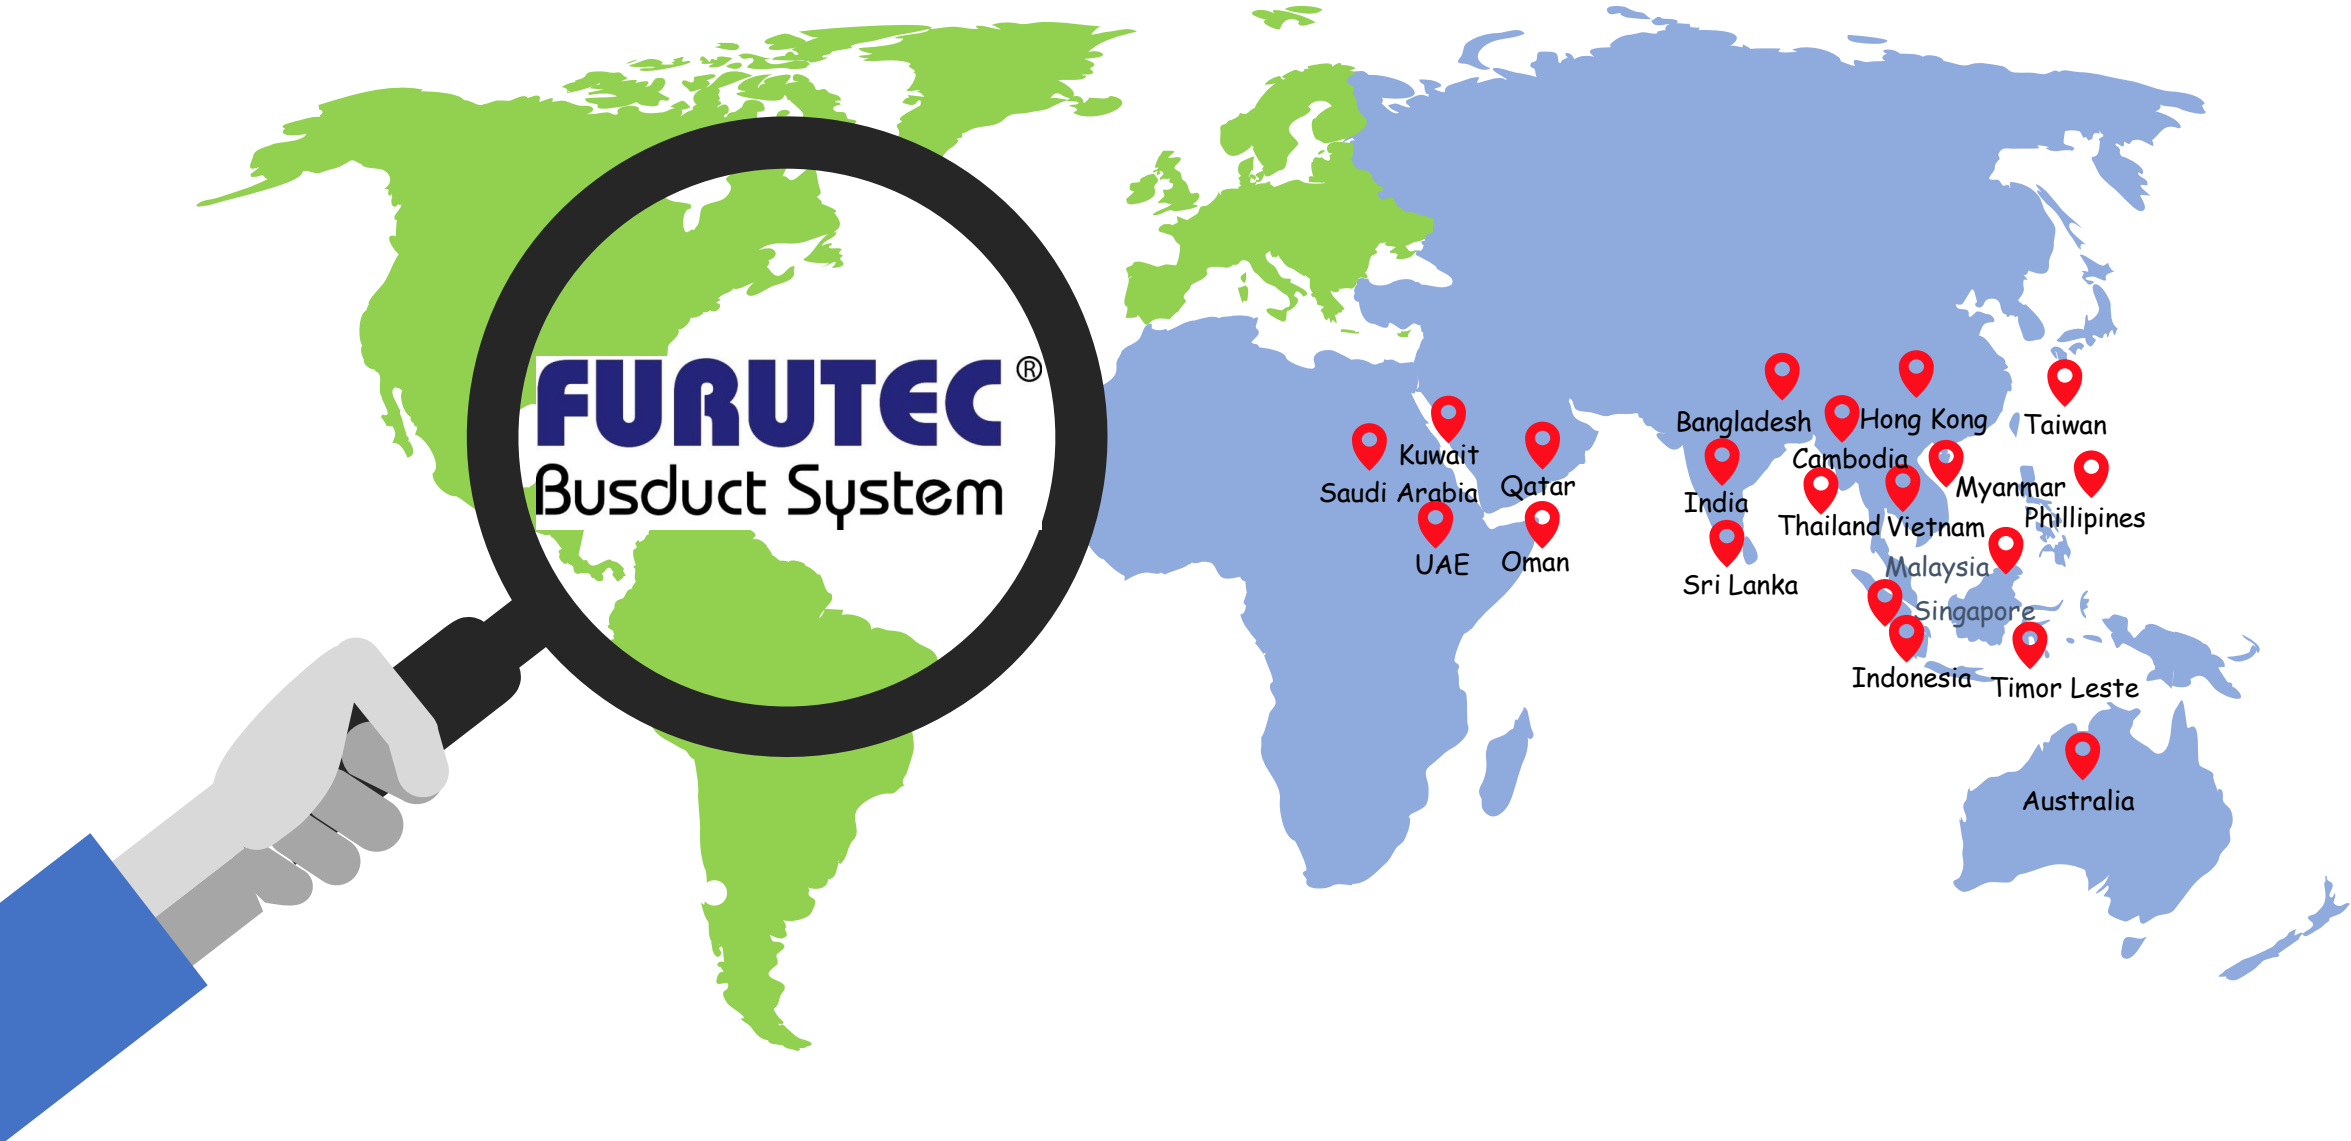 FURUTEC ®
Busduct System
Bangladesh
Hong Kong
Taiwan
Kuwait
Cambodia
Saudi Arabia
Qatar
India
Myanmar
Thailand
Vietnam
Phillipines
UAE
Oman
Malaysia
Sri Lanka
Singapore
Indonesia
Timor Leste
Australia